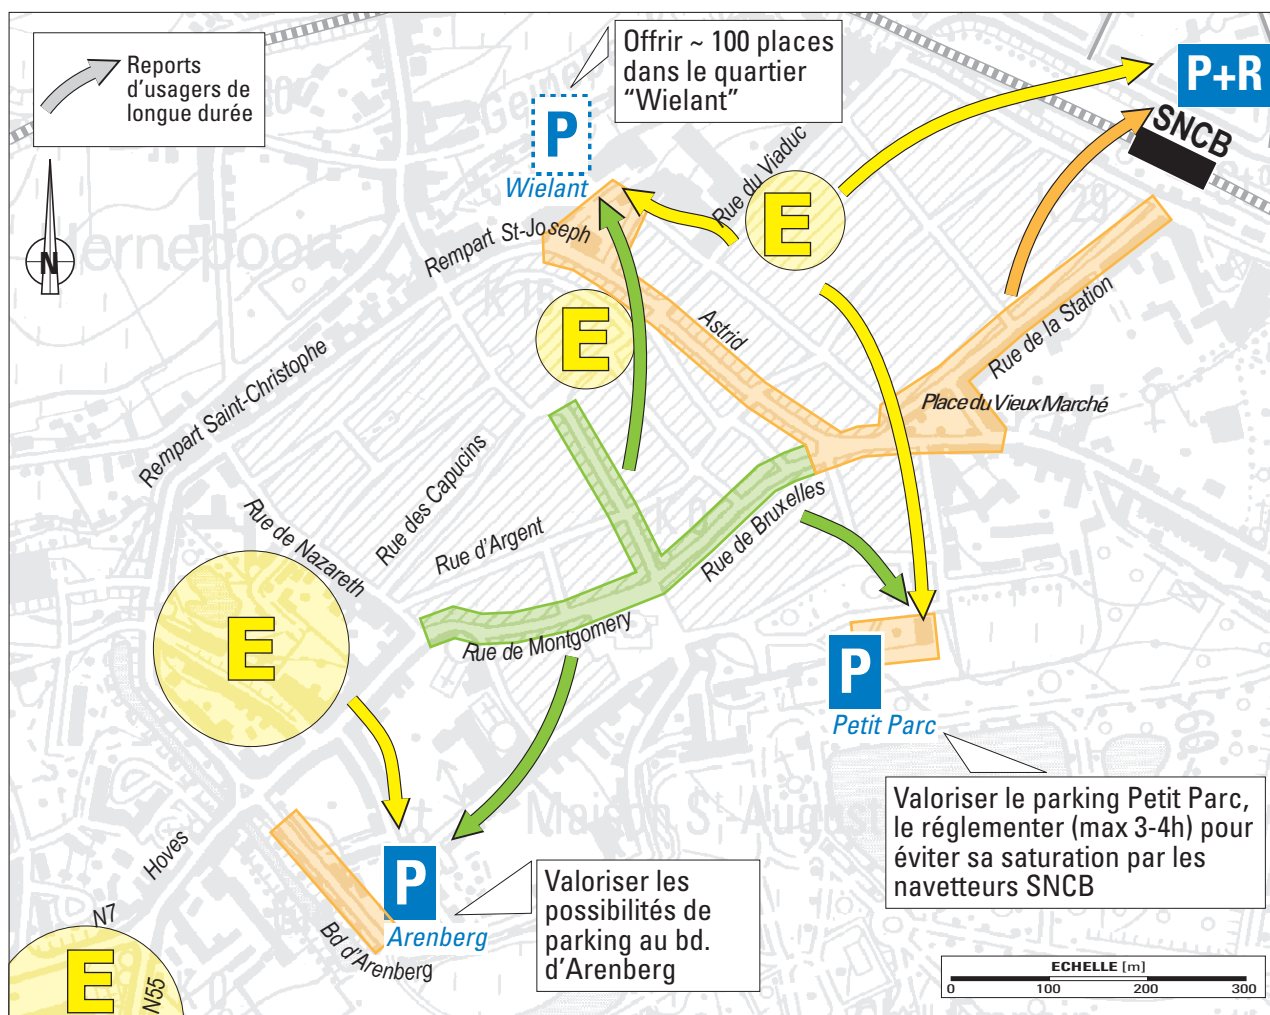 Reports
d'usagers de
longue durée
N
Offrir ~ 100 places
dans le quartier
"Wielant"
P
Wielant
P+R
SNCB
Rue du Viaduc
E
Rempart St-Joseph
E
Astrid
Rue de la Station
Place du Vieux Marché
Rempart Saint-Christophe
Rue des Capucins
Rue d'Argent
Rue de Nazareth
Rue de Bruxelles
Rue de Montgomery
E
P
Petit Parc
Valoriser le parking Petit Parc,
le réglementer (max 3-4h) pour
éviter sa saturation par les
navetteurs SNCB
Hoves
P
Arenberg
Bd d'Arenberg
Valoriser les
possibilités de
parking au bd.
d'Arenberg
N7
E
N55
ECHELLE [m]
0 100 200 300